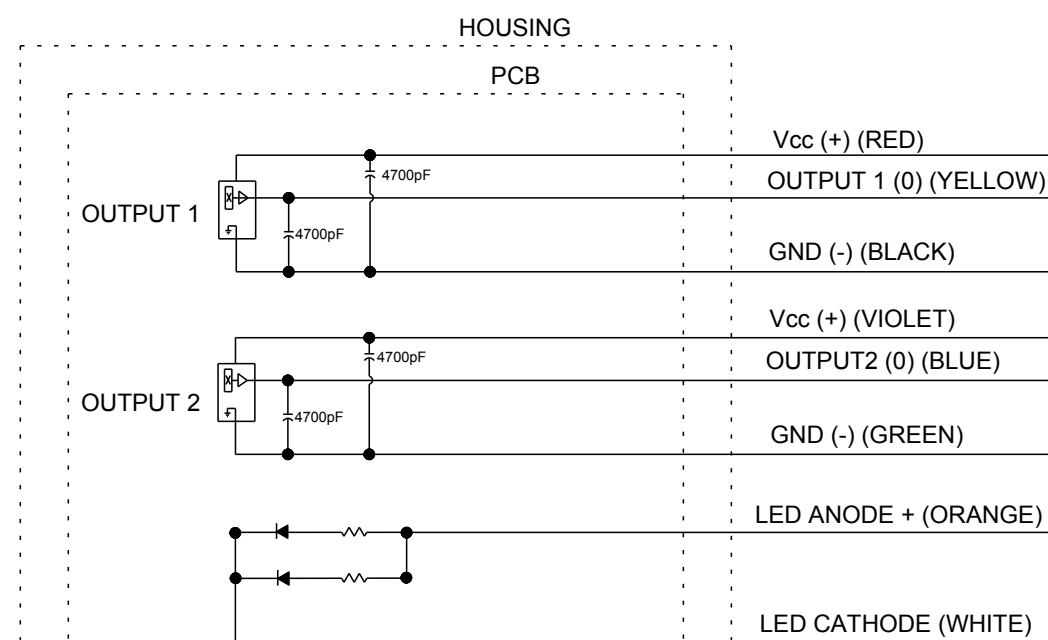 HOUSING
PCB
Vcc (+) (RED)
4700pF
OUTPUT 1 (0) (YELLOW)
OUTPUT 1
X
4700pF
GND (-) (BLACK)
Vcc (+) (VIOLET)
4700pF
OUTPUT2 (0) (BLUE)
X
OUTPUT 2
4700pF
GND (-) (GREEN)
LED ANODE + (ORANGE)
LED CATHODE (WHITE)